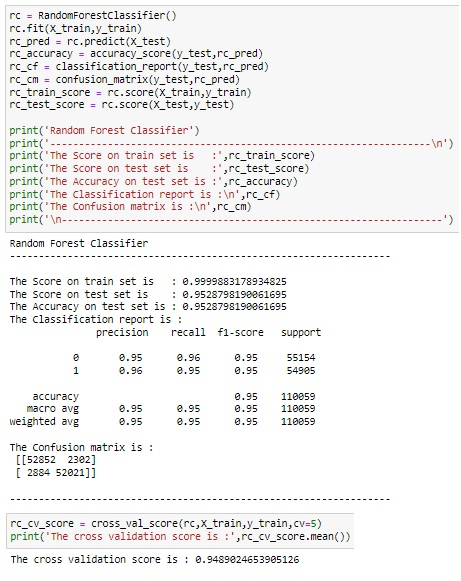 rc = RandomForestClassifier()
rc.fit(X_train,y_train)
rc_pred = rc.predict(X_test)
rc_accuracy = accuracy_score(y_test,rc_pred)
rc_cf = classification_report(y_test,rc_pred)
rc_cm = confusion_matrix(y_test,rc_pred)
rc_train_score = rc.score(X_train,y_train)
rc_test_score = rc.score(X_test,y_test)
print('Random Forest Classifier')
print('-----------------------------------------------------------------\n')
print('The Score on train set is   :',rc_train_score)
print('The Score on test set is    :',rc_test_score)
print('The Accuracy on test set is :',rc_accuracy)
print('The Classification report is :\n',rc_cf)
print('The Confusion matrix is :\n',rc_cm)
print('\n-----------------------------------------------------------------')
Random Forest Classifier
-----------------------------------------------------------------
The Score on train set is   : 0.9999883178934825
The Score on test set is    : 0.9528798190061695
The Accuracy on test set is : 0.9528798190061695
The Classification report is :
precision    recall  f1-score   support
0       0.95      0.96      0.95     55154
1       0.96      0.95      0.95     54905
accuracy                           0.95    110059
macro avg       0.95      0.95      0.95    110059
weighted avg       0.95      0.95      0.95    110059
The Confusion matrix is :
[[52852  2302]
[ 2884 52021]]
-----------------------------------------------------------------
rc_cv_score = cross_val_score(rc,X_train,y_train,cv=5)
print('The cross validation score is :',rc_cv_score.mean())
The cross validation score is : 0.9489024653905126